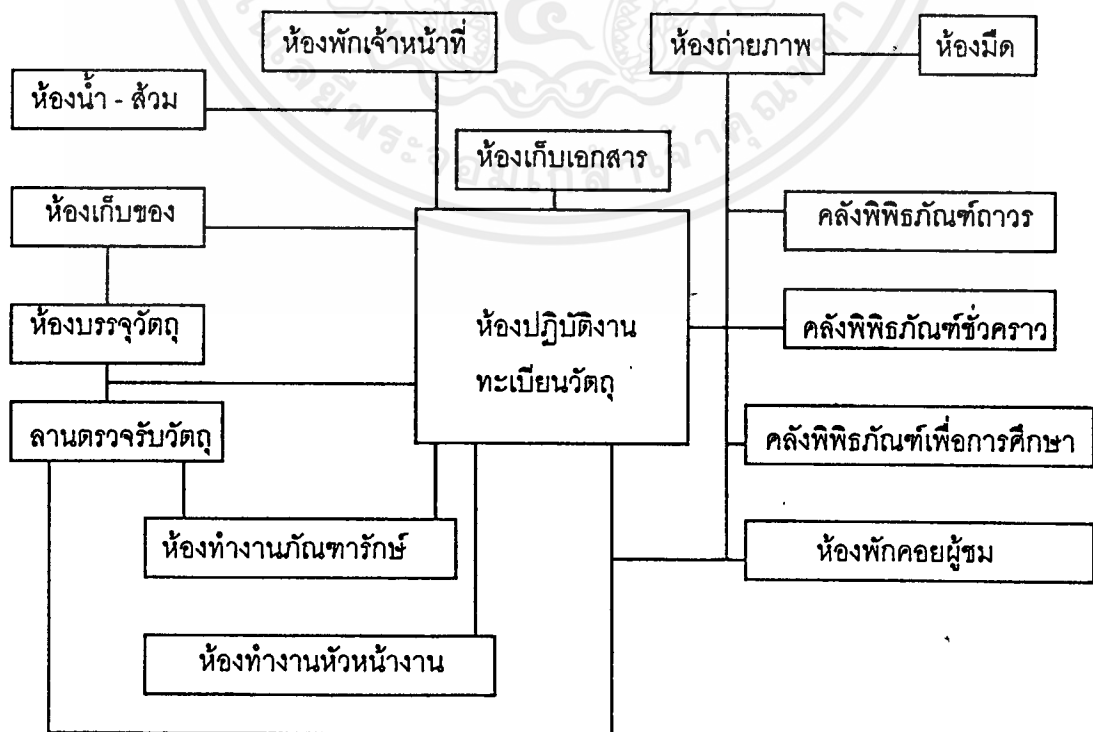 ห้องพักเจ้าหน้าที่
ห้องถ่ายภาพ
ห้องมืด
ห้องน้ำ - ส้วม
ห้องเก็บเอกสาร
ห้องเก็บของ
คลังพิพิธภัณฑ์ถาวร
ห้องบรรจุวัตถุ
ห้องปฏิบัติงาน
ทะเบียนวัตถุ
คลังพิพิธภัณฑ์ชั่วคราว
ลานตรวจรับวัตถุ
คลังพิพิธภัณฑ์เพื่อการศึกษา
ห้องทำงานภัณฑารักษ์
ห้องพักคอยผู้ชม
ห้องทำงานหัวหน้างาน